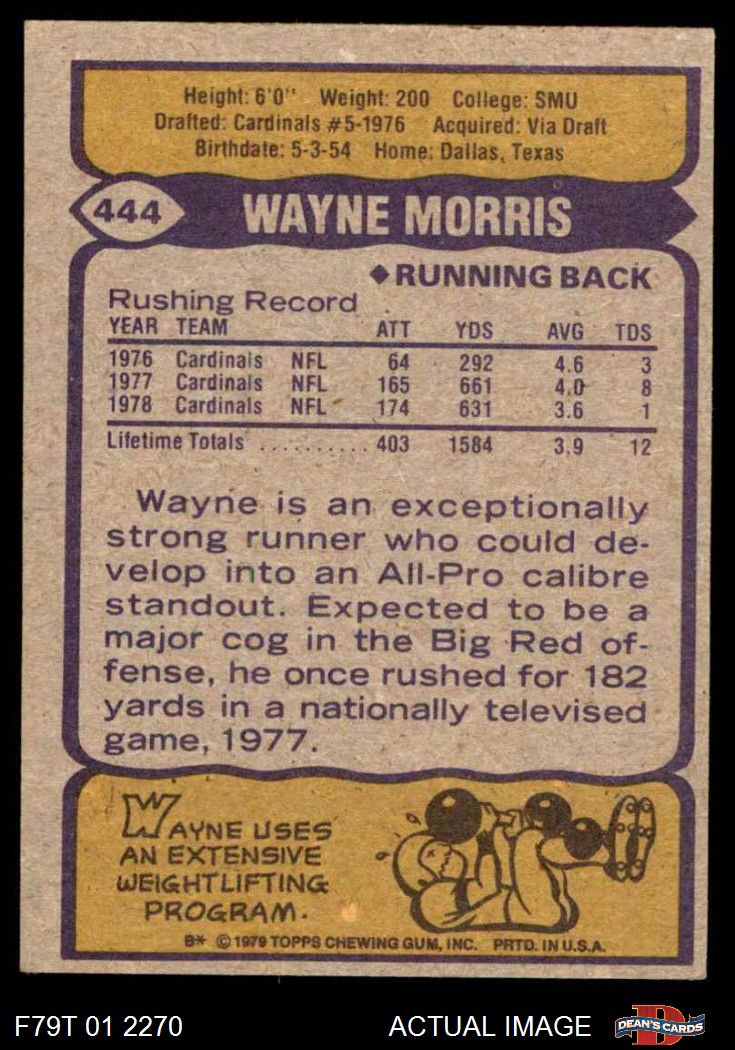 Height: 6'0" Weight: 200 College: SMU
Drafted: Cardinals #5-1976 Acquired: Via Draft
Birthdate: 5-3-54 Home: Dallas, Texas
444 WAYNE MORRIS
◆RUNNING BACK
Rushing Record
YEAR TEAM ATT YDS AVG TDS
1976 Cardinals NFL 64 292 4.6 3
1977 Cardinals NFL 165 661 4.0 8
1978 Cardinals NFL 174 631 3.6 1
Lifetime Totals .......... 403 1584 3.9 12
Wayne is an exceptionally
strong runner who could de-
velop into an All-Pro calibre
standout. Expected to be a
major cog in the Big Red of-
fense, he once rushed for 182
yards in a nationally televised
game, 1977.
WAYNE USES
AN EXTENSIVE
WEIGHTLIFTING
PROGRAM.
B* © 1979 TOPPS CHEWING GUM, INC. PRTD. IN U.S.A.
F79T 01 2270 ACTUAL IMAGE D DEAN'S CARDS